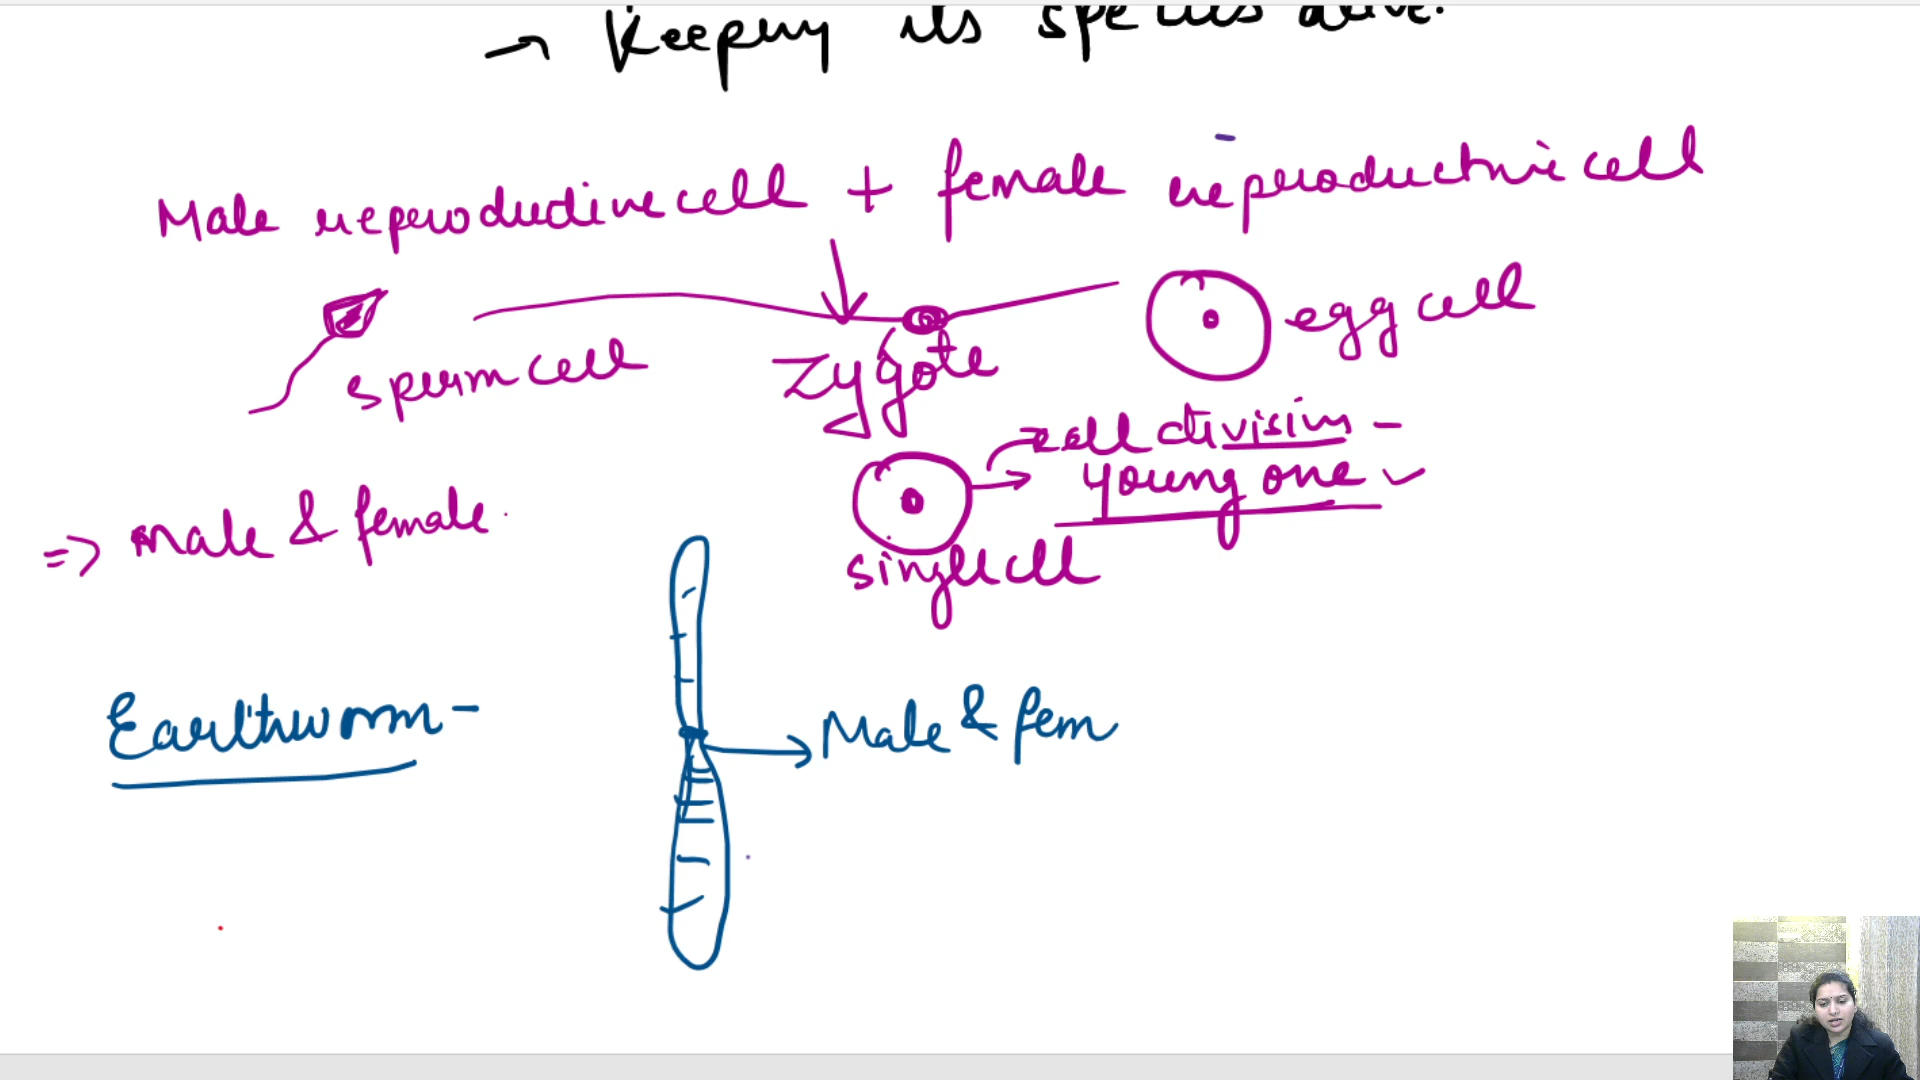 → Keeping its species alive.
Male reproductive cell + female reproductive cell
sperm cell
zygote
egg cell
cell division -
young one ✓
single cell
=> male & female.
Earthworm -
→ Male & fem